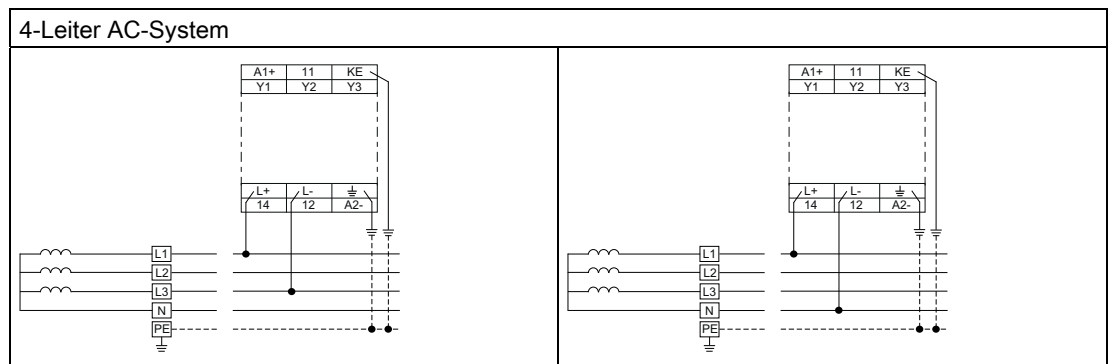 4-Leiter AC-System
A1+ 11 KE
Y1 Y2 Y3
L+ L-
14 12 A2-
L1
L2
L3
N
PE
A1+ 11 KE
Y1 Y2 Y3
L+ L-
14 12 A2-
L1
L2
L3
N
PE